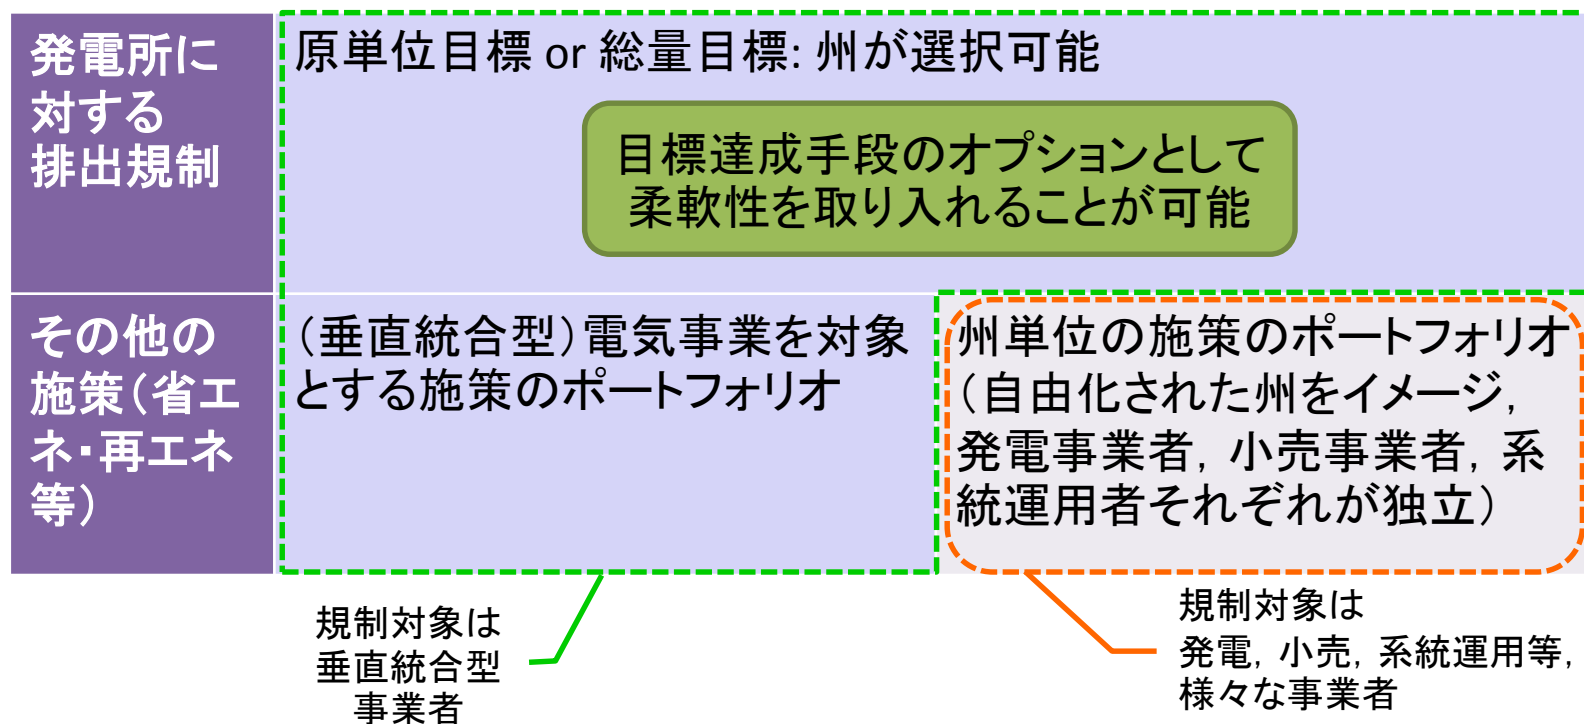 発電所に
対する
排出規制
原単位目標 or 総量目標: 州が選択可能
目標達成手段のオプションとして
柔軟性を取り入れることが可能
その他の
施策（省エ
ネ・再エネ
等）
（垂直統合型）電気事業を対象
とする施策のポートフォリオ
州単位の施策のポートフォリオ
（自由化された州をイメージ，
発電事業者，小売事業者，系
統運用者それぞれが独立）
規制対象は
垂直統合型
事業者
規制対象は
発電，小売，系統運用等，
様々な事業者